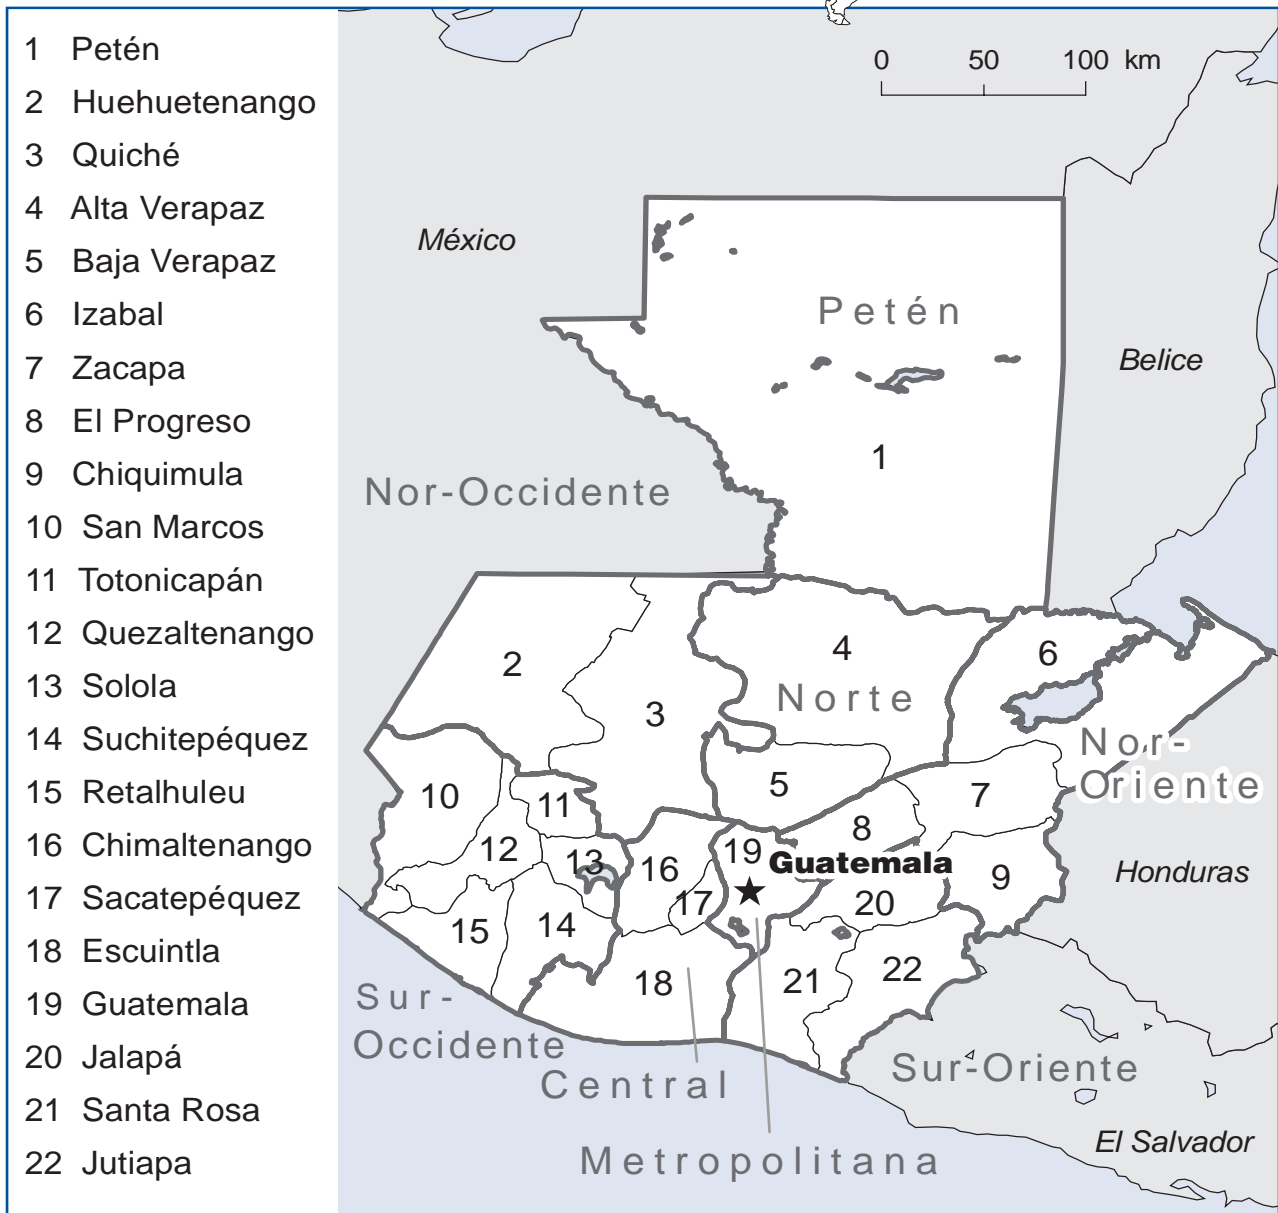 1 Petén
2 Huehuetenango
3 Quiché
4 Alta Verapaz
5 Baja Verapaz
6 Izabal
7 Zacapa
8 El Progreso
9 Chiquimula
10 San Marcos
11 Totonicapán
12 Quezaltenango
13 Solola
14 Suchitepéquez
15 Retalhuleu
16 Chimaltenango
17 Sacatepéquez
18 Escuintla
19 Guatemala
20 Jalapá
21 Santa Rosa
22 Jutiapa
0 50 100 km
México
Petén
Belice
1
Nor-Occidente
2
3
4
6
Norte
Nor-
Oriente
5
7
10
11
8
12
13
16
19
Guatemala
9
Honduras
17
20
15
14
18
21
22
Sur-
Occidente
Central
Sur-Oriente
Metropolitana
El Salvador